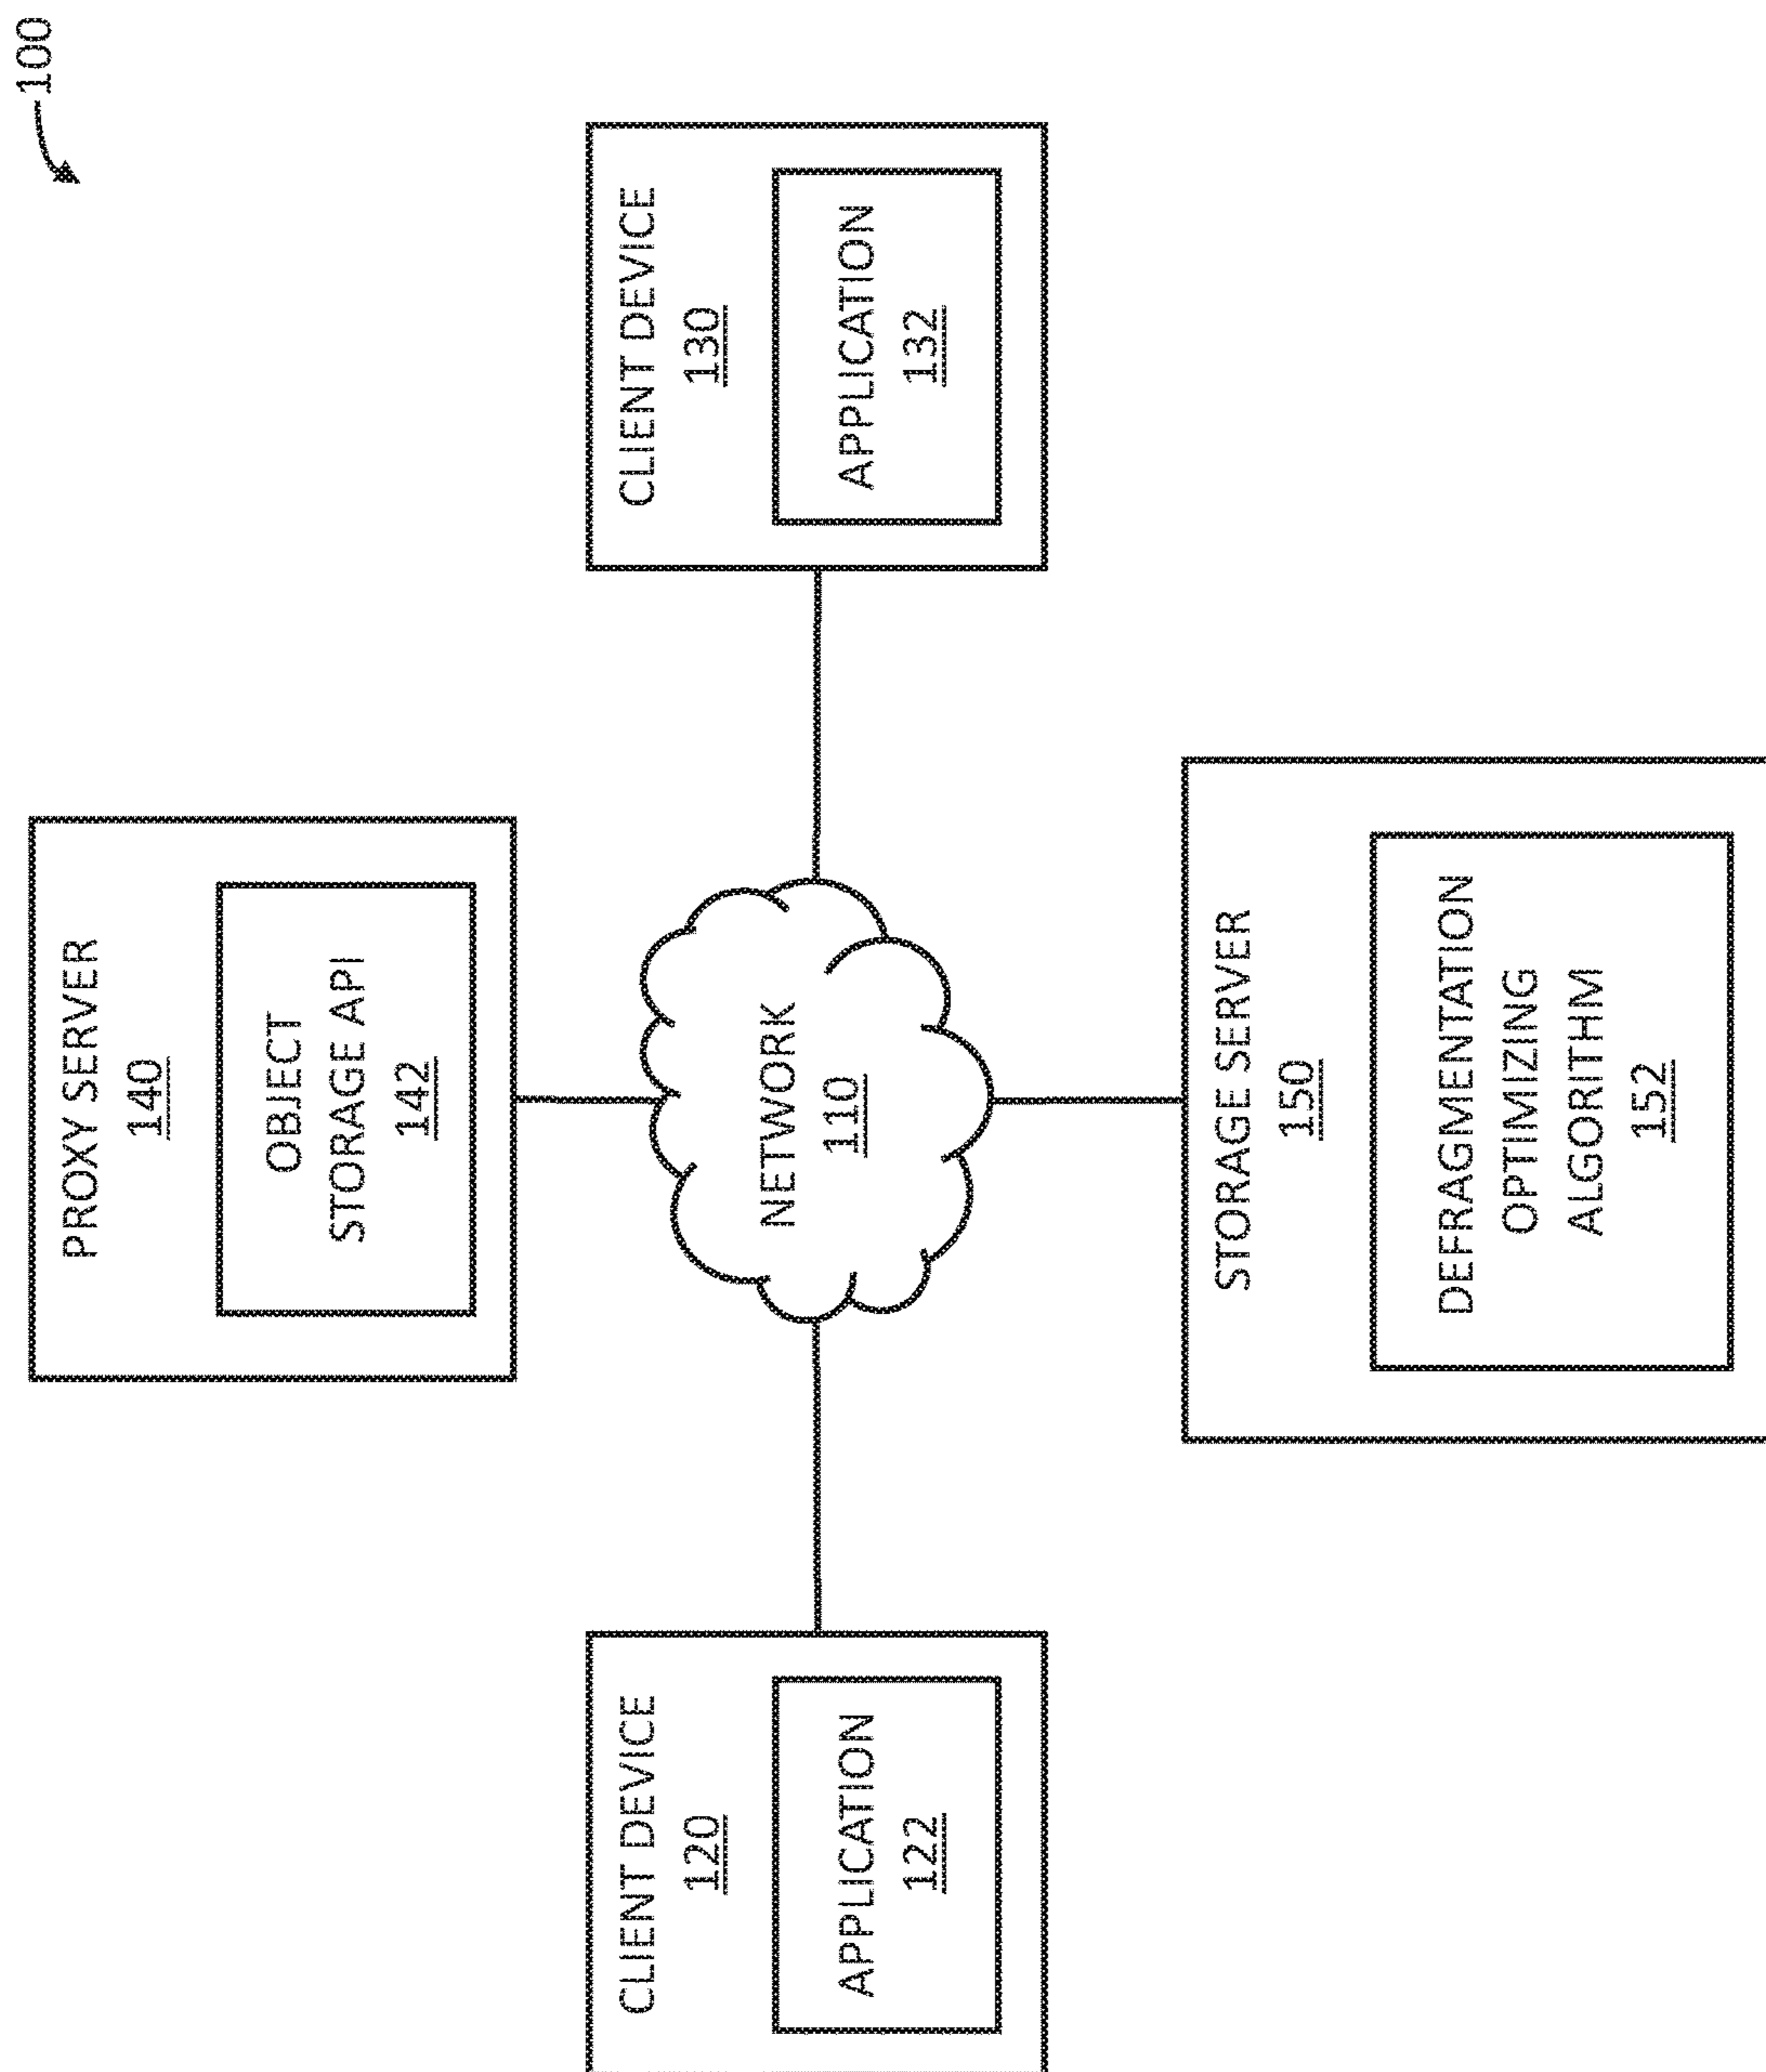 100
PROXY SERVER
140
OBJECT
STORAGE API
142
CLIENT DEVICE
120
APPLICATION
122
NETWORK
110
CLIENT DEVICE
130
APPLICATION
132
STORAGE SERVER
150
DEFRAGMENTATION
OPTIMIZING
ALGORITHM
152